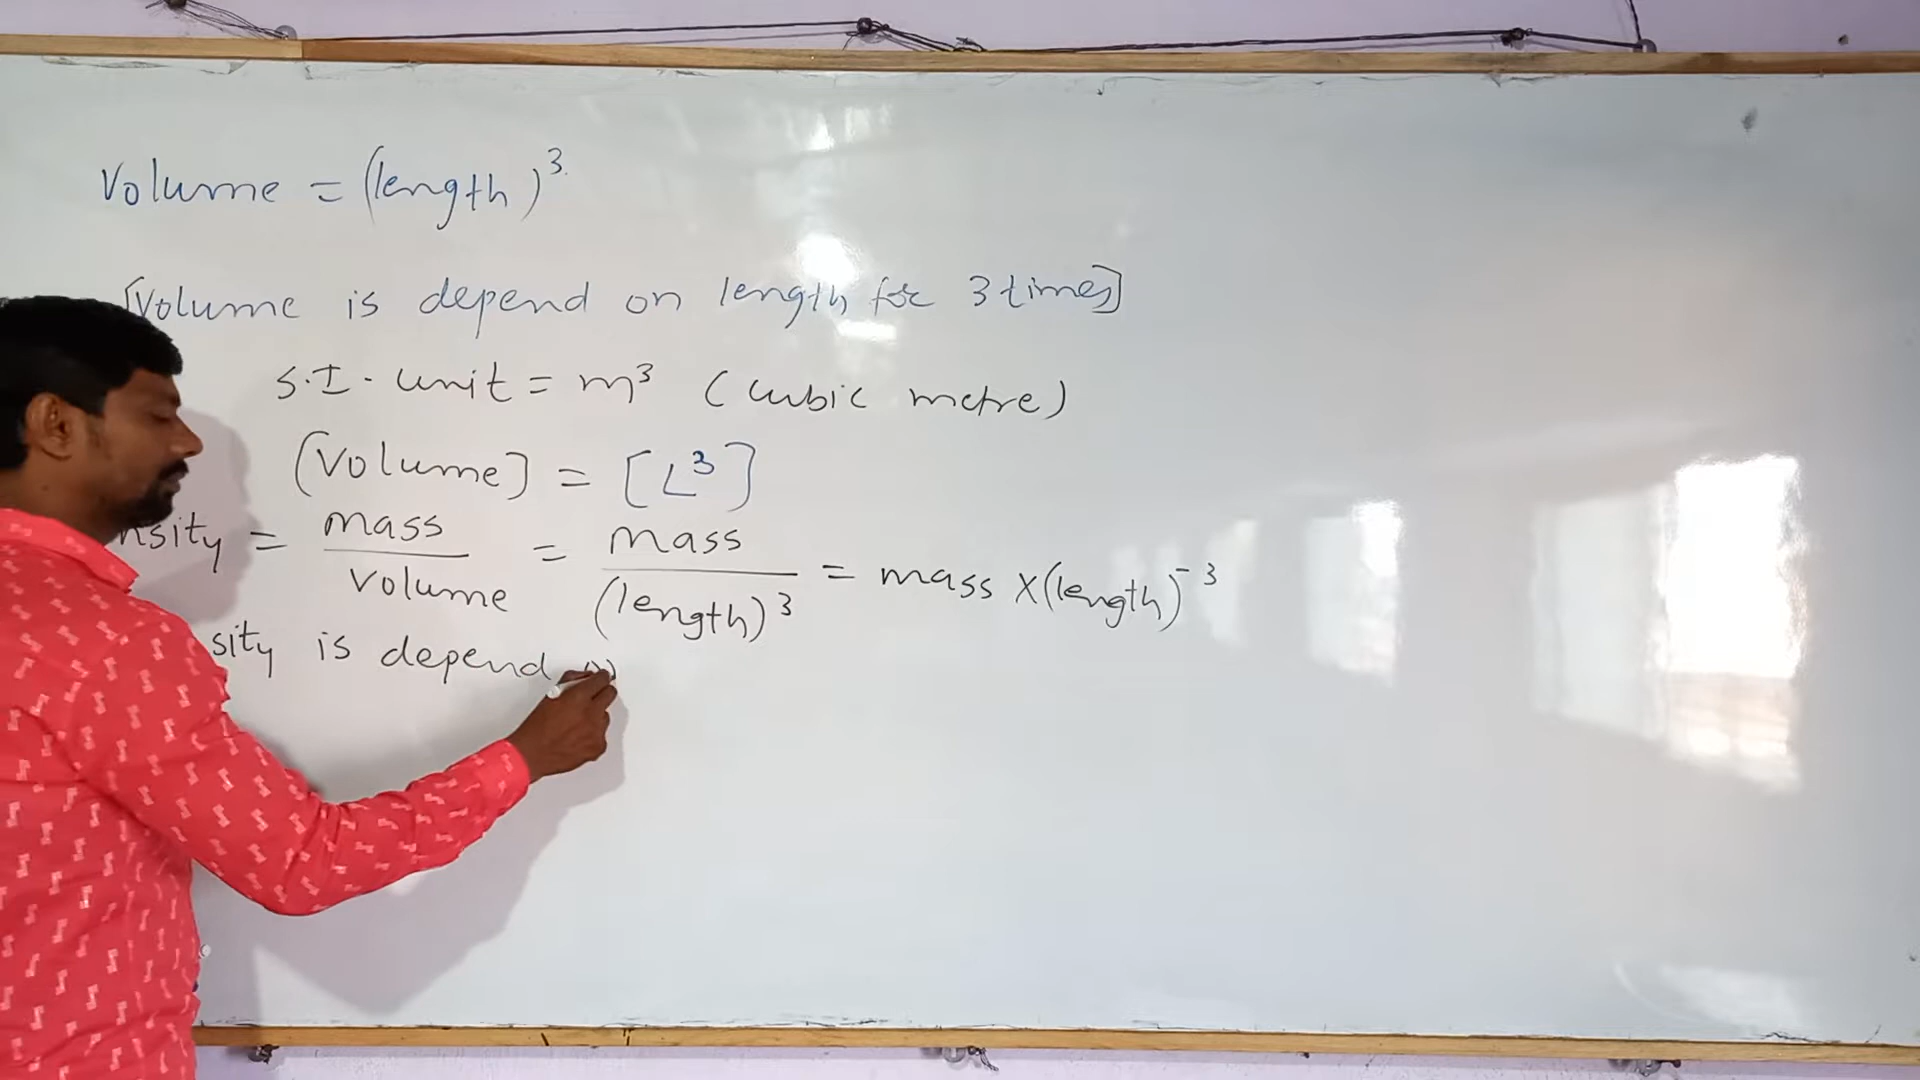 Volume = (length)³
[Volume is depend on length for 3 times]
S.I. unit = m³ (cubic metre)
[Volume] = [L³]
nsity = mass / volume = mass / (length)³ = mass X (length)⁻³
sity is depend